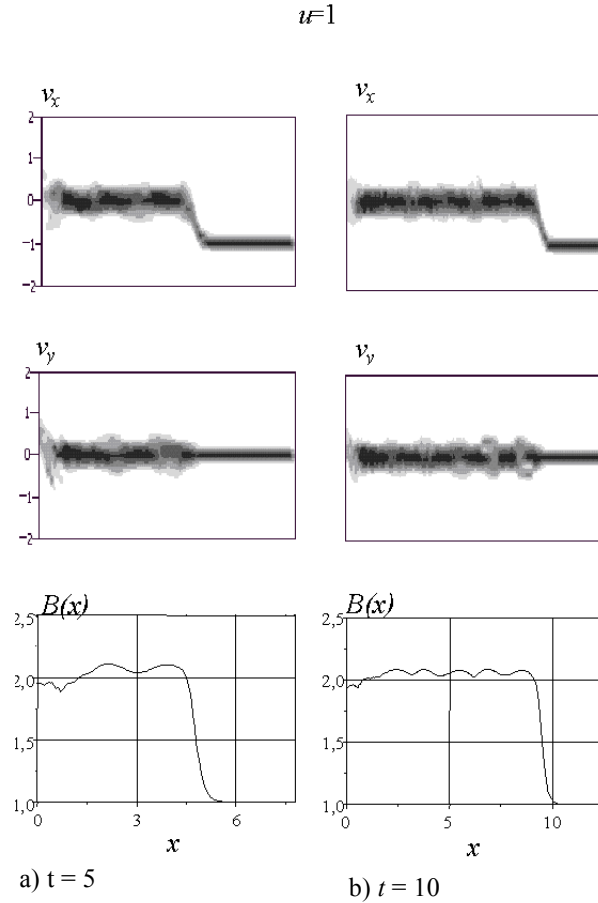 u=1
v_x v_x
2
1
0
-1
-2
v_y v_y
2
1
0
-1
-2
B(x) B(x)
2,5 2,5
2,0 2,0
1,5 1,5
1,0 1,0
0 3 6 0 5 10
x x
a) t = 5 b) t = 10